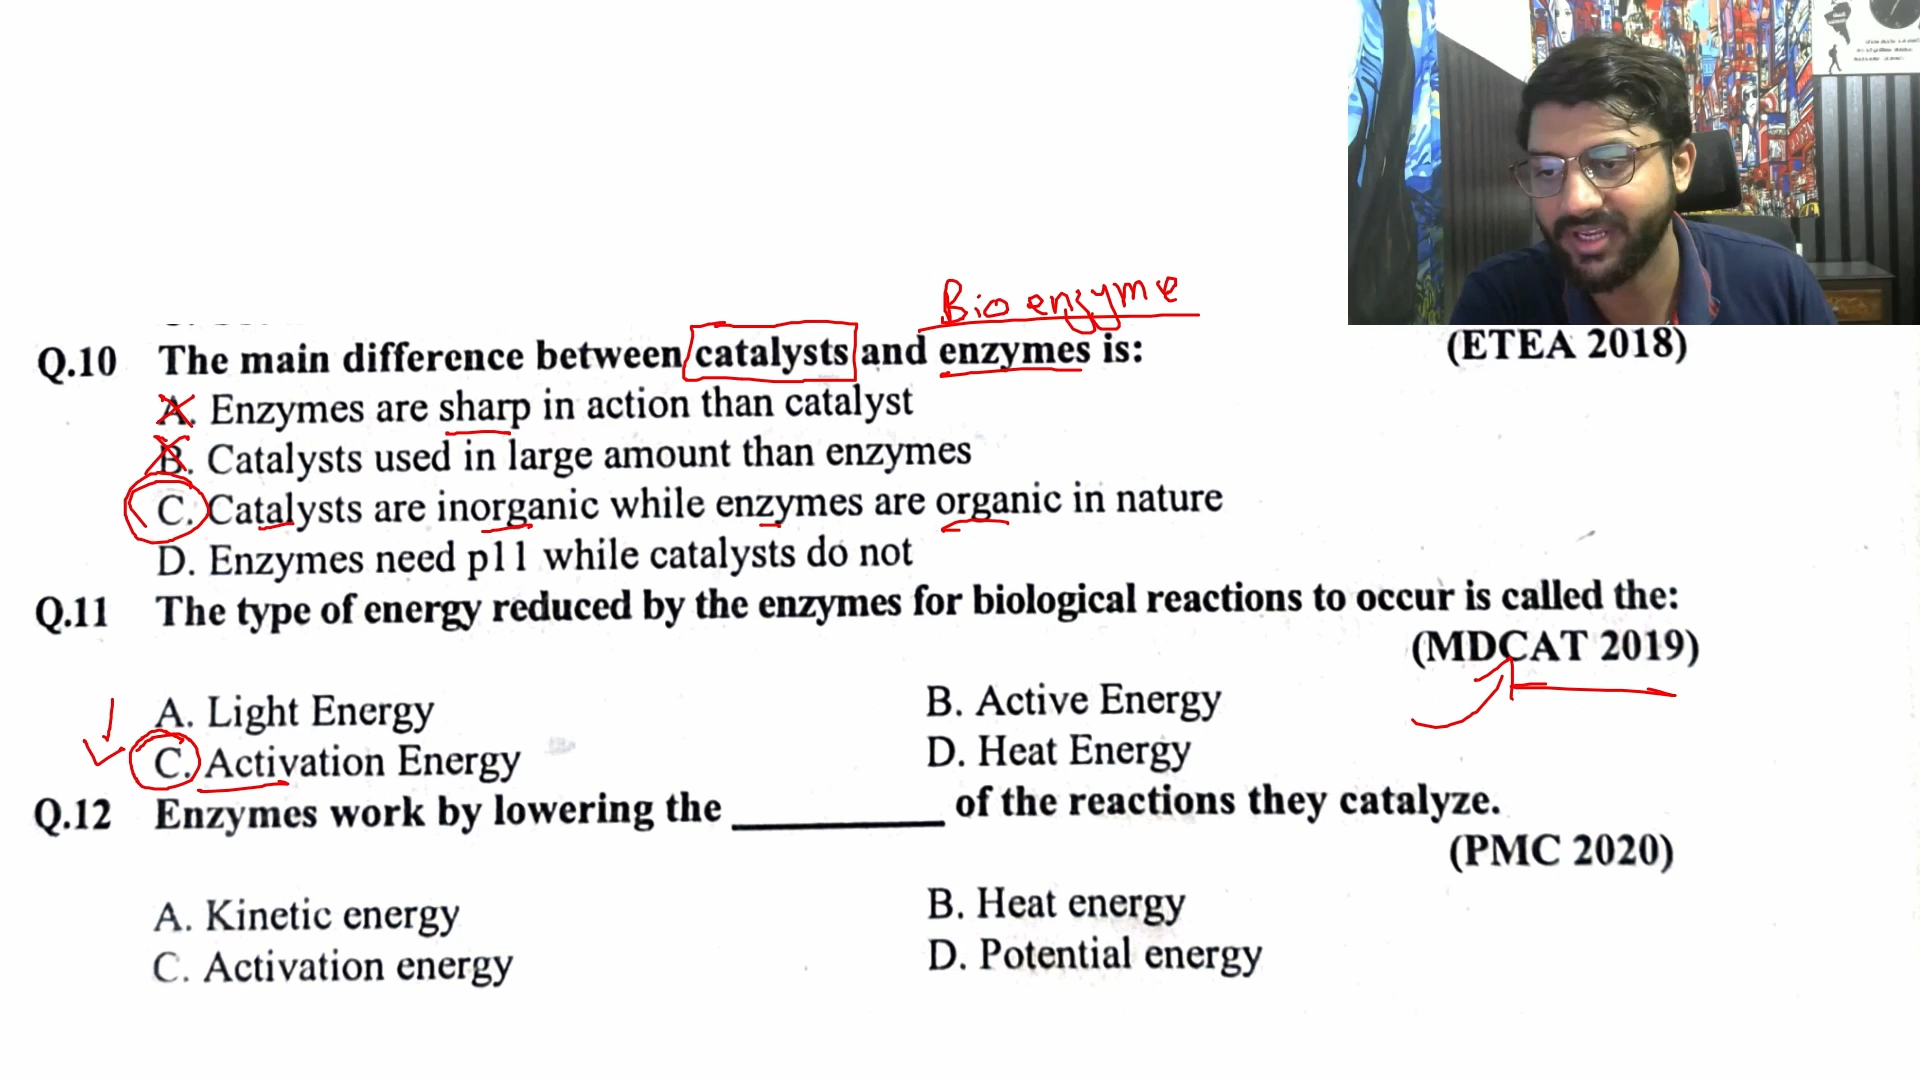 Bio enzyme
Q.10 The main difference between catalysts and enzymes is: (ETEA 2018)
A. Enzymes are sharp in action than catalyst
B. Catalysts used in large amount than enzymes
C. Catalysts are inorganic while enzymes are organic in nature
D. Enzymes need p11 while catalysts do not
Q.11 The type of energy reduced by the enzymes for biological reactions to occur is called the:
(MDCAT 2019)
A. Light Energy B. Active Energy
C. Activation Energy D. Heat Energy
Q.12 Enzymes work by lowering the __________ of the reactions they catalyze.
(PMC 2020)
A. Kinetic energy B. Heat energy
C. Activation energy D. Potential energy